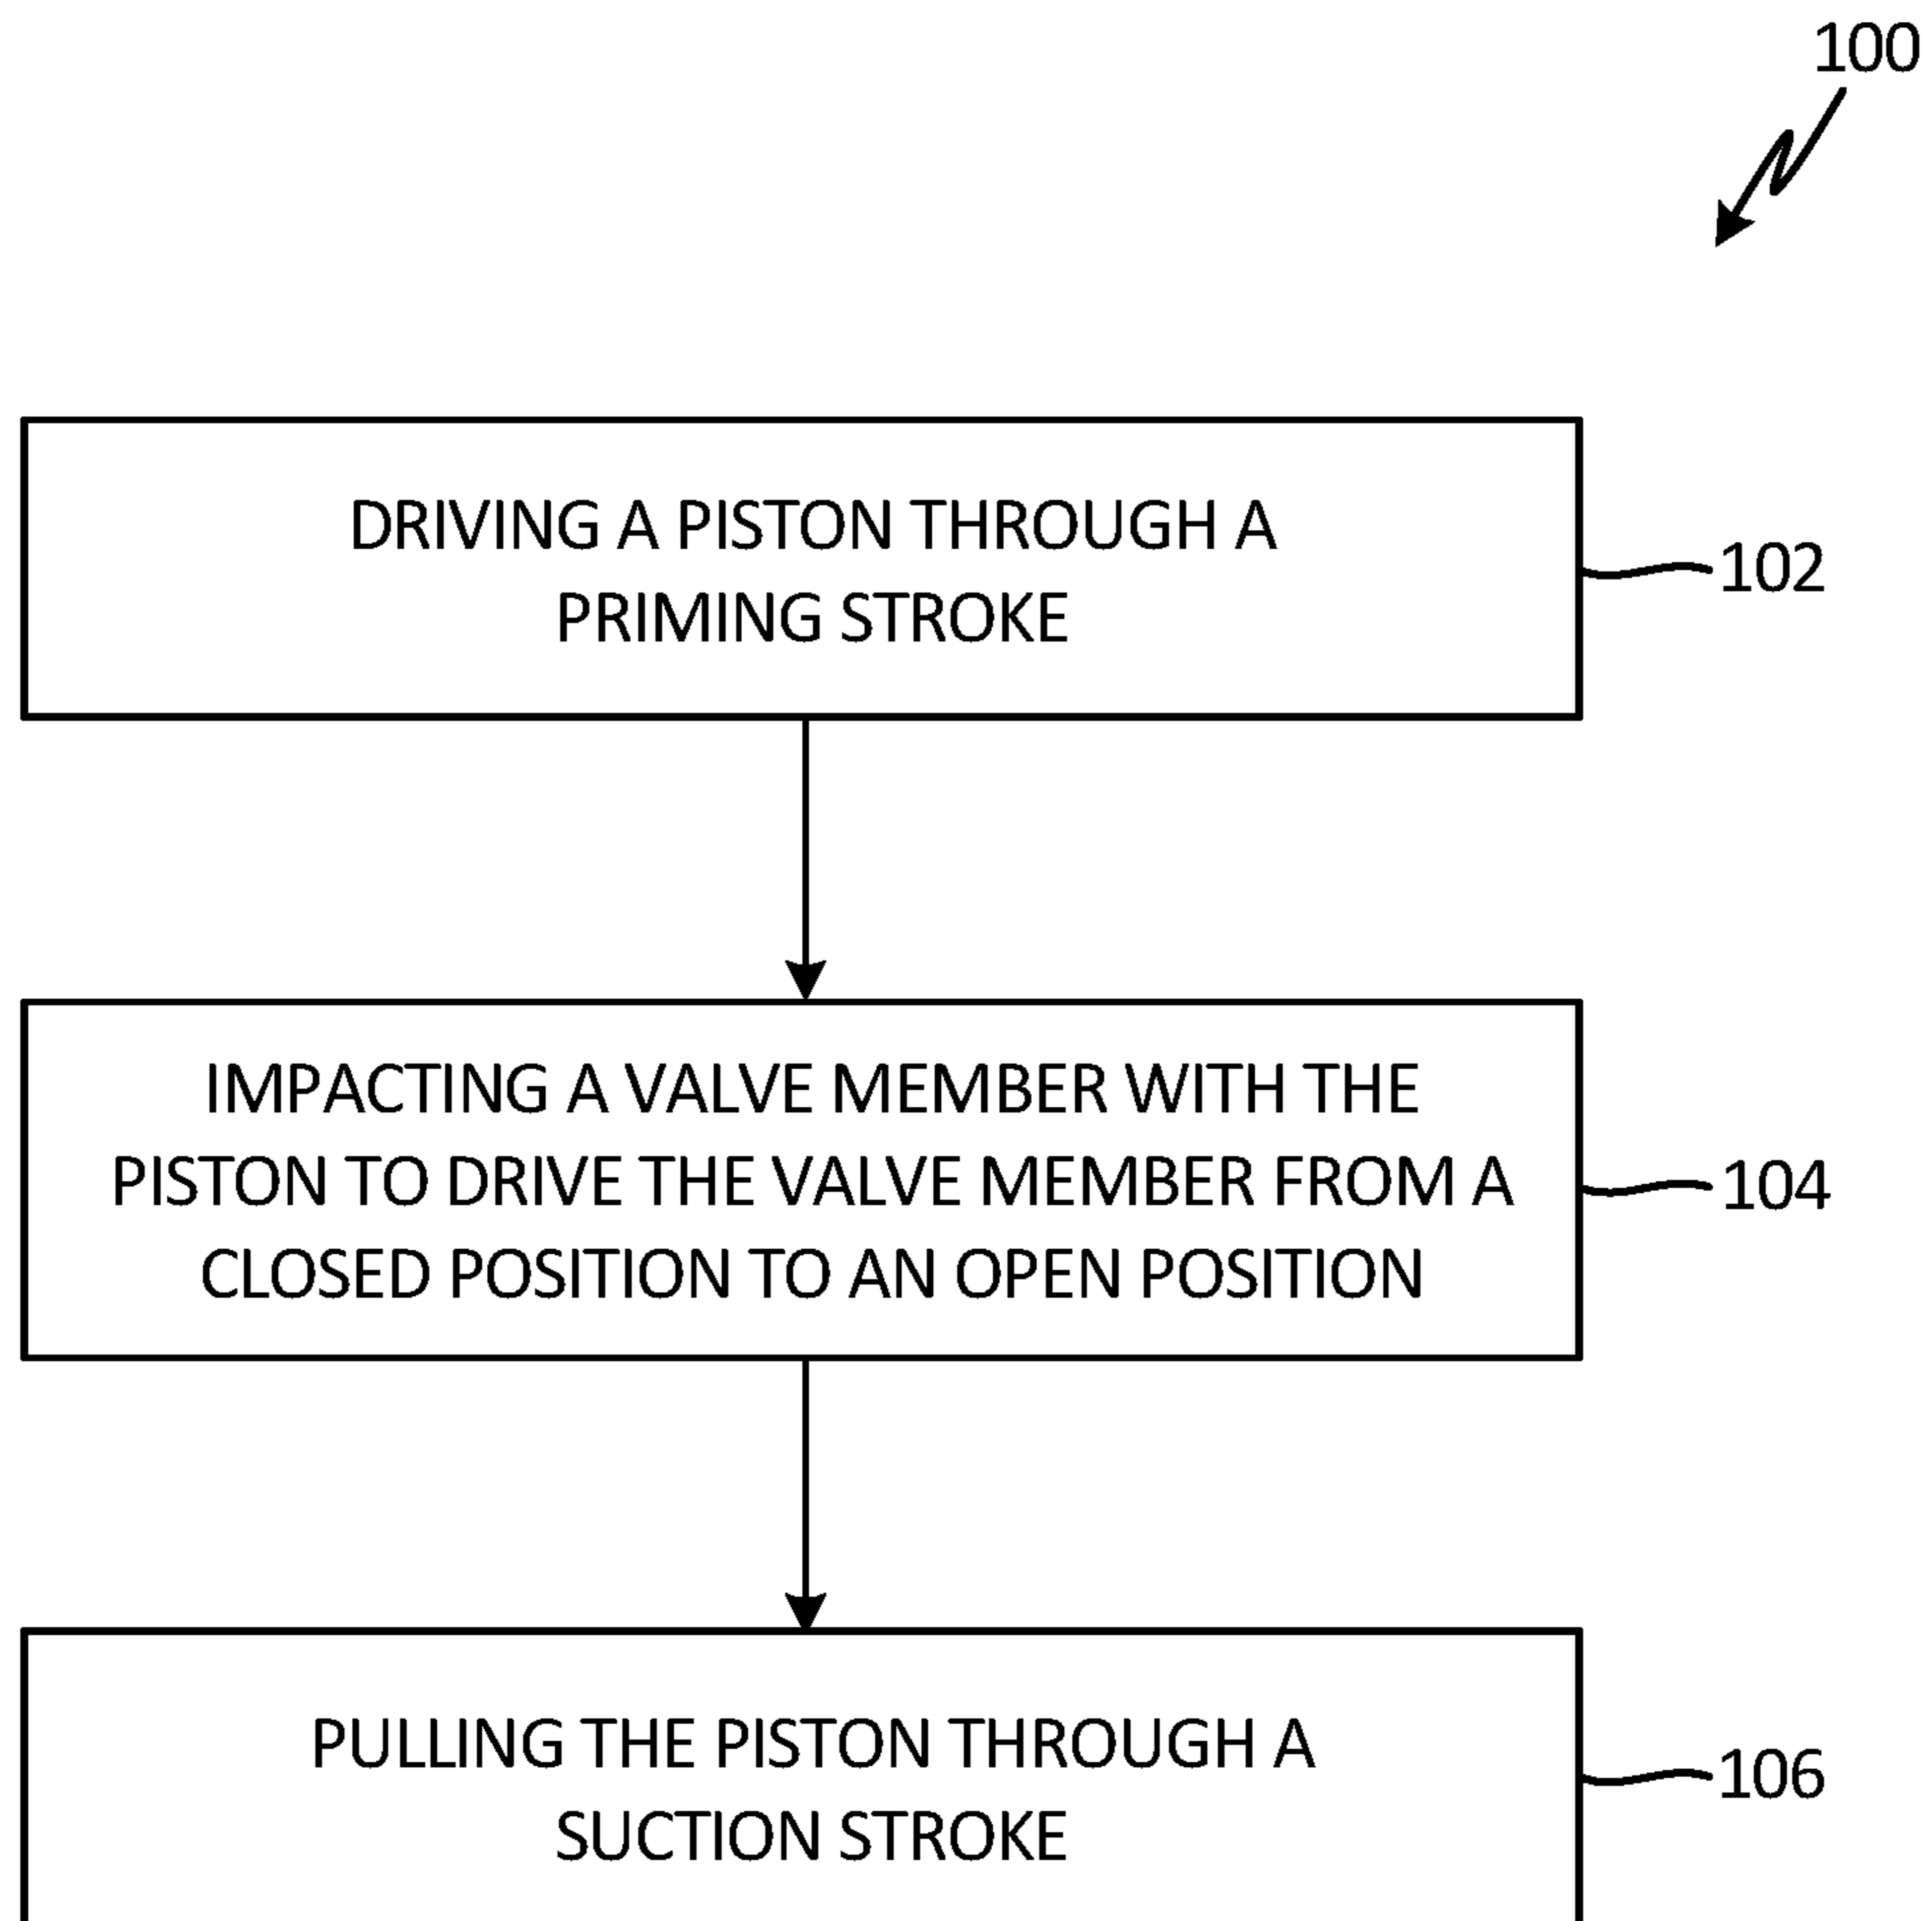 100
DRIVING A PISTON THROUGH A
PRIMING STROKE
102
IMPACTING A VALVE MEMBER WITH THE
PISTON TO DRIVE THE VALVE MEMBER FROM A
CLOSED POSITION TO AN OPEN POSITION
104
PULLING THE PISTON THROUGH A
SUCTION STROKE
106